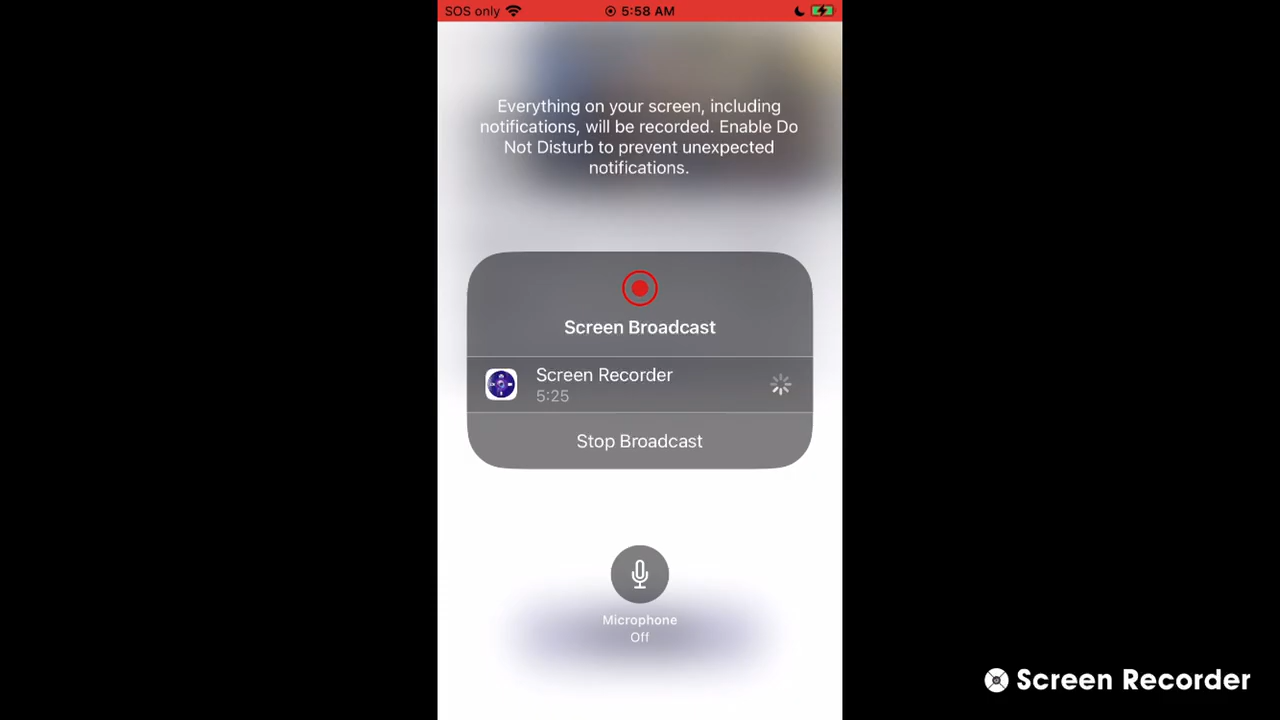 SOS only
5:58 AM
Everything on your screen, including
notifications, will be recorded. Enable Do
Not Disturb to prevent unexpected
notifications.
Screen Broadcast
Screen Recorder
5:25
Stop Broadcast
Microphone
Off
Screen Recorder